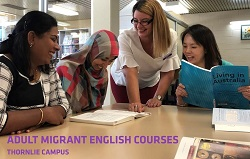 Living in
Australia
ADULT MIGRANT ENGLISH COURSES
THORNLIE CAMPUS